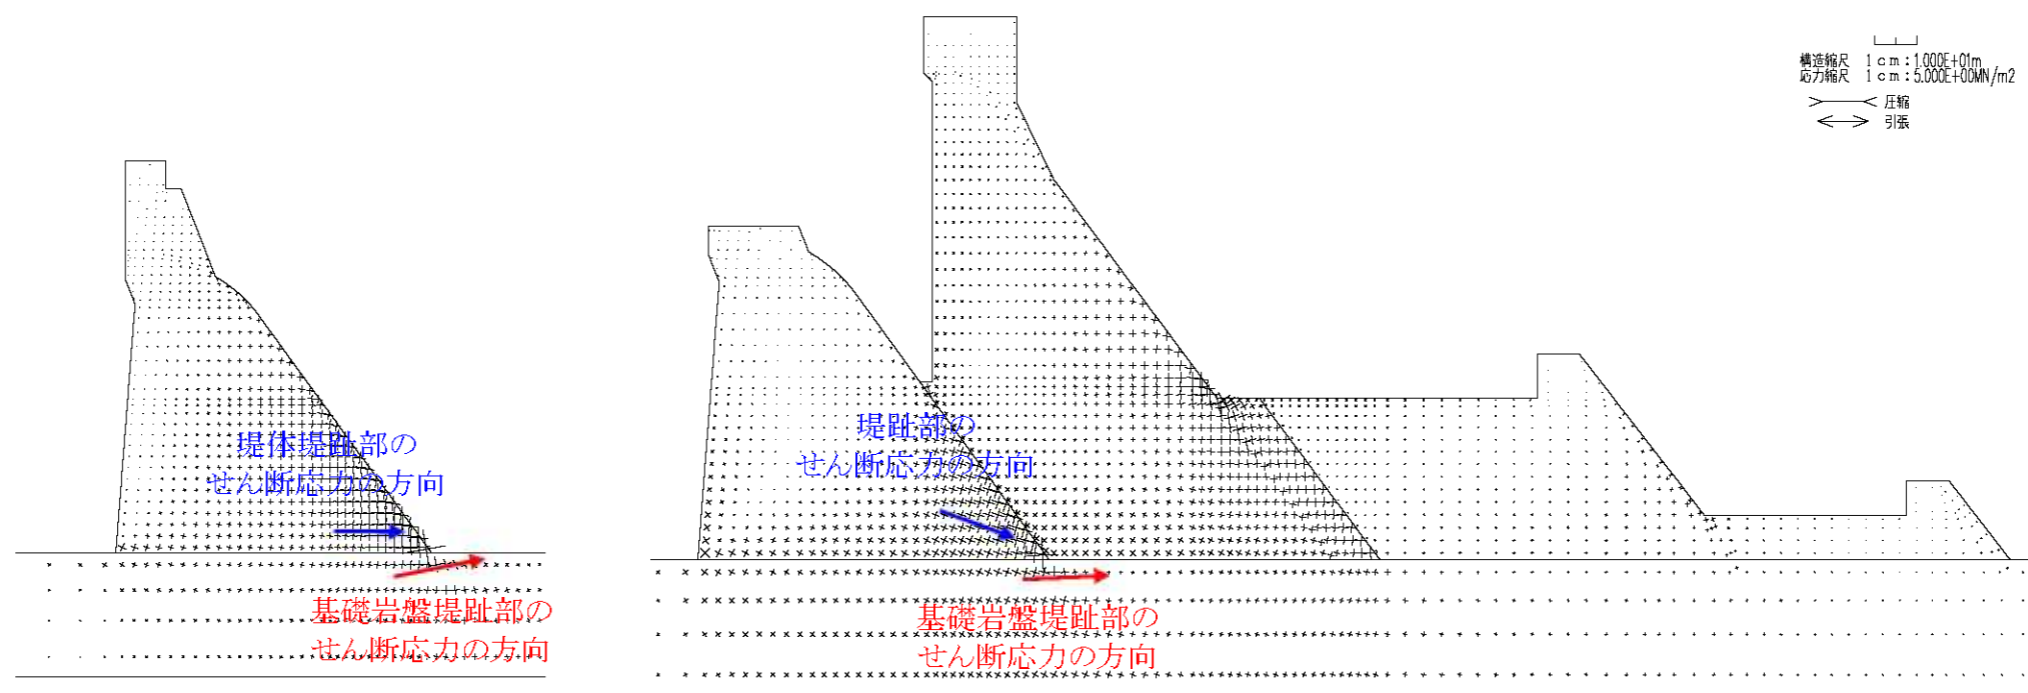 構造縮尺 1cm:1.000E+01m
応力縮尺 1cm:5.000E+00MN/m2
圧縮
引張
堤体堤趾部の
せん断応力の方向
基礎岩盤堤趾部の
せん断応力の方向
堤趾部の
せん断応力の方向
基礎岩盤堤趾部の
せん断応力の方向